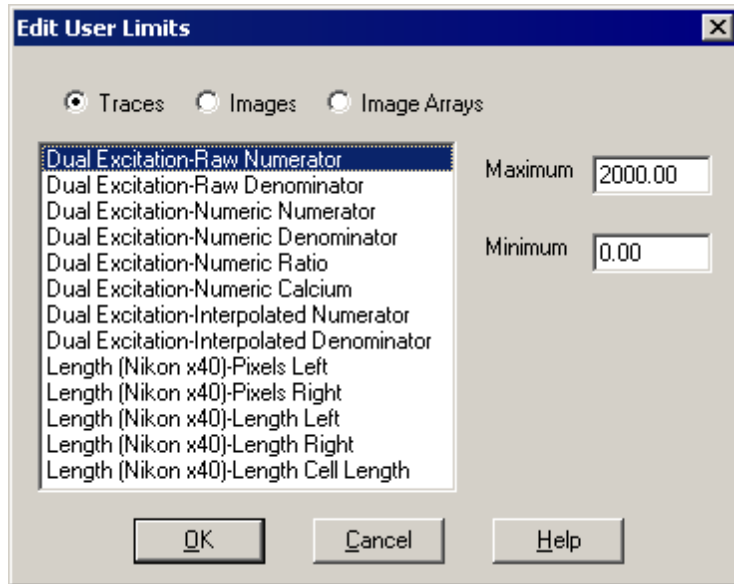 Edit User Limits
Traces Images Image Arrays
Dual Excitation-Raw Numerator
Dual Excitation-Raw Denominator
Dual Excitation-Numeric Numerator
Dual Excitation-Numeric Denominator
Dual Excitation-Numeric Ratio
Dual Excitation-Numeric Calcium
Dual Excitation-Interpolated Numerator
Dual Excitation-Interpolated Denominator
Length (Nikon x40)-Pixels Left
Length (Nikon x40)-Pixels Right
Length (Nikon x40)-Length Left
Length (Nikon x40)-Length Right
Length (Nikon x40)-Length Cell Length
Maximum 2000.00
Minimum 0.00
OK Cancel Help